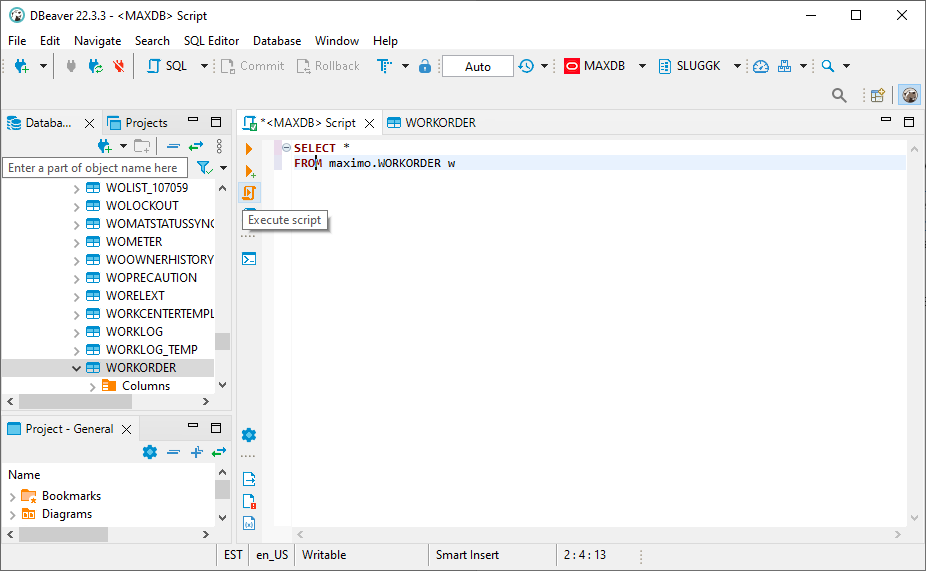 DBeaver 22.3.3 - <MAXDB> Script
File Edit Navigate Search SQL Editor Database Window Help
SQL Commit Rollback Auto MAXDB SLUGGK
Databa... Projects
Enter a part of object name here
WOLIST_107059
WOLOCKOUT
WOMATSTATUSSYNC
WOMETER
WOOWNERHISTORY
WOPRECAUTION
WORELEXT
WORKCENTERTEMPL
WORKLOG
WORKLOG_TEMP
WORKORDER
Columns
Project - General
Name
Bookmarks
Diagrams
*<MAXDB> Script WORKORDER
SELECT *
FROM maximo.WORKORDER w
Execute script
EST en_US Writable Smart Insert 2 : 4 : 13